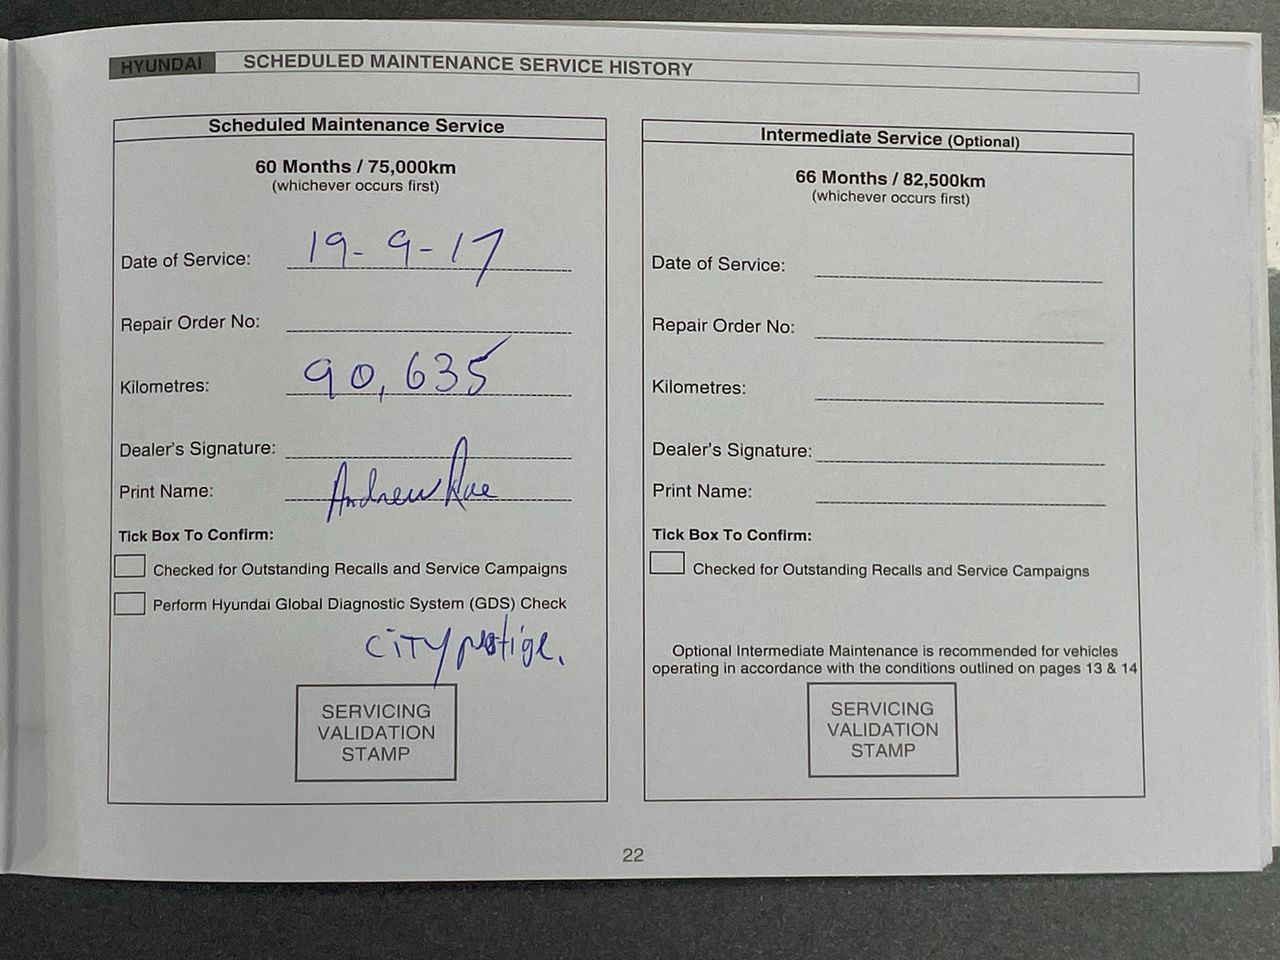 HYUNDAI SCHEDULED MAINTENANCE SERVICE HISTORY
Scheduled Maintenance Service
60 Months / 75,000km
(whichever occurs first)
Date of Service: 19-9-17
Repair Order No:
Kilometres: 90,635
Dealer's Signature:
Print Name: Andrew Rae
Tick Box To Confirm:
Checked for Outstanding Recalls and Service Campaigns
Perform Hyundai Global Diagnostic System (GDS) Check
CITY prestige.
SERVICING
VALIDATION
STAMP
Intermediate Service (Optional)
66 Months / 82,500km
(whichever occurs first)
Date of Service:
Repair Order No:
Kilometres:
Dealer's Signature:
Print Name:
Tick Box To Confirm:
Checked for Outstanding Recalls and Service Campaigns
Optional Intermediate Maintenance is recommended for vehicles
operating in accordance with the conditions outlined on pages 13 & 14
SERVICING
VALIDATION
STAMP
22